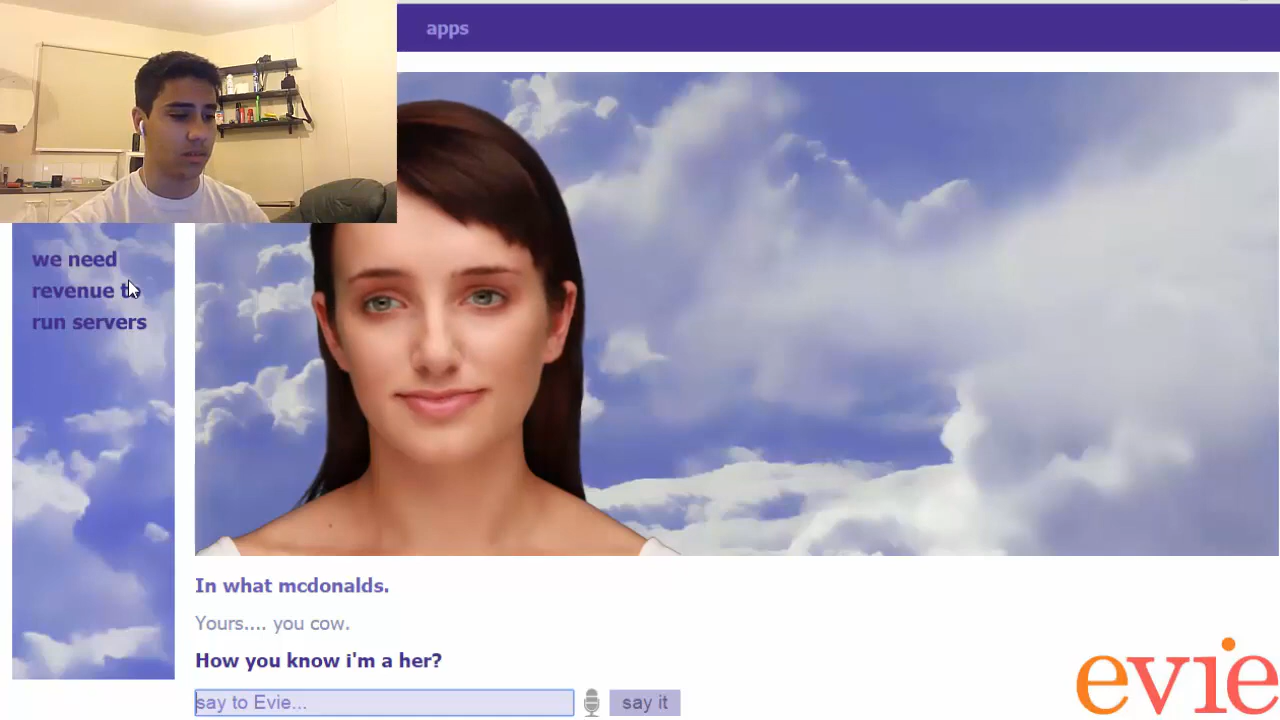 apps
we need
revenue to
run servers
In what mcdonalds.
Yours.... you cow.
How you know i'm a her?
say to Evie...
say it
evie